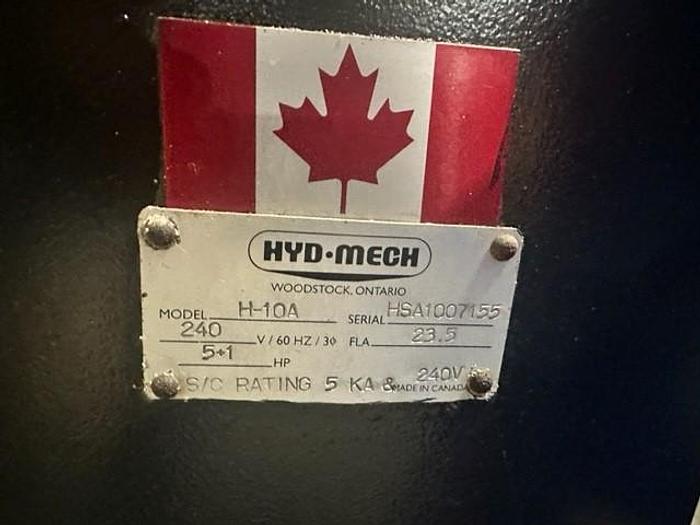 HYD·MECH
WOODSTOCK, ONTARIO
MODEL H-10A SERIAL HSA1007155
240 V/60 HZ/3ϕ FLA 23.5
5+1 HP
S/C RATING 5 KA & 240V
MADE IN CANADA